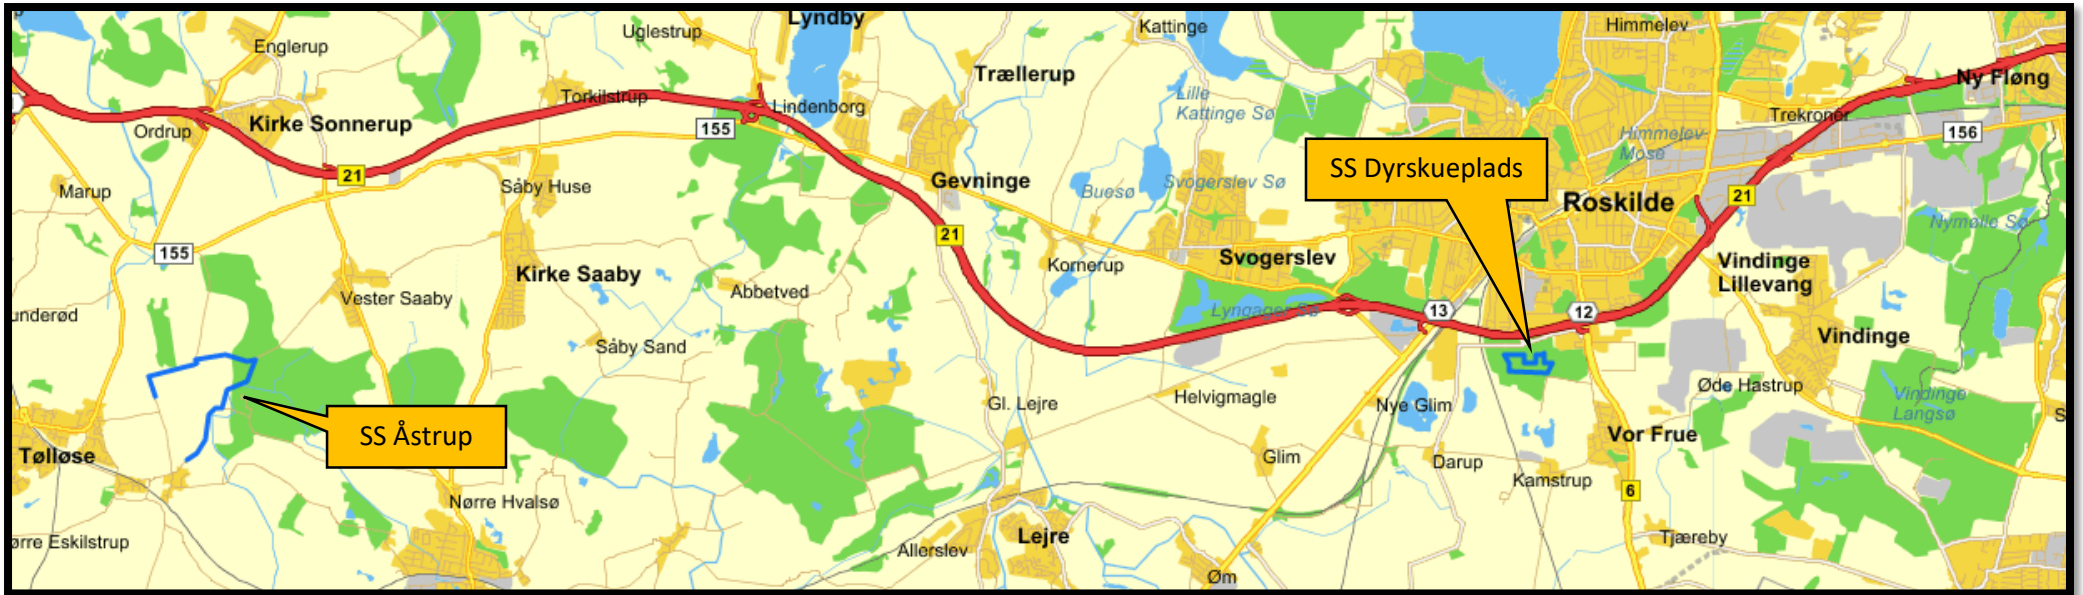 Lyndby
Uglestrup
Kattinge
Himmelev
Englerup
Trællerup
Ny Fløng
Torkilstrup
Lindenborg
Lille
Kattinge Sø
Trekroner
Ordrup
Kirke Sonnerup
155
156
Himmelev
Mose
SS Dyrskueplads
21
Marup
Såby Huse
Gevninge
Buesø
Svogerslev Sø
Roskilde
21
Nymølle Sø
155
21
Kornerup
Svogerslev
Vindinge
Lillevang
Kirke Saaby
Vester Saaby
Abbetved
underød
Lyngager Sø
13
12
Vindinge
Såby Sand
Øde Hastrup
Vindinge
Langsø
Gl. Lejre
Helvigmagle
Nye Glim
SS Åstrup
Vor Frue
Tølløse
Glim
Darup
Kamstrup
6
Nørre Hvalsø
Lejre
Allerslev
Tjæreby
ørre Eskilstrup
Øm